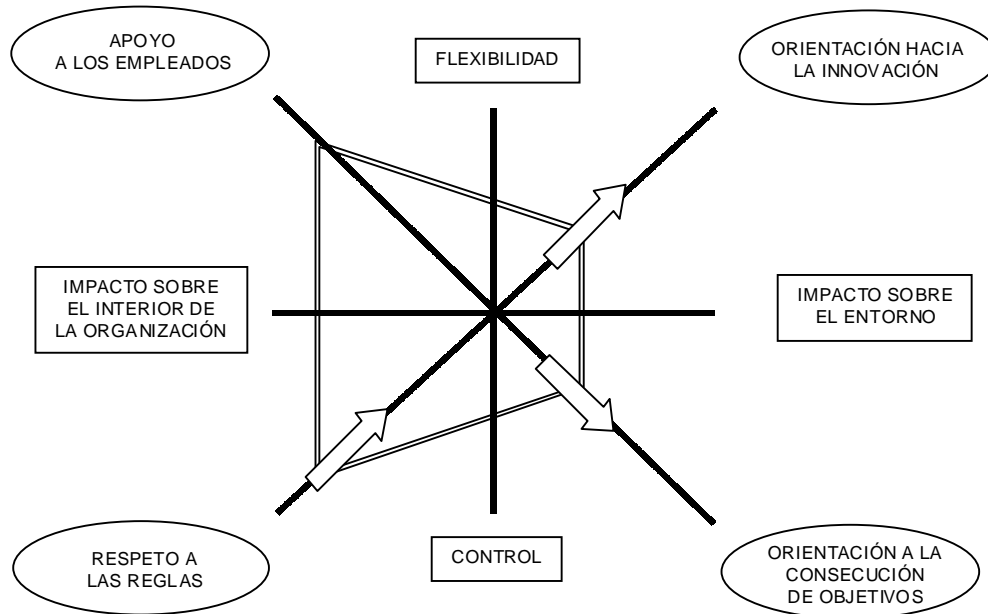 APOYO
A LOS EMPLEADOS
FLEXIBILIDAD
ORIENTACIÓN HACIA
LA INNOVACIÓN
IMPACTO SOBRE
EL INTERIOR DE
LA ORGANIZACIÓN
IMPACTO SOBRE
EL ENTORNO
RESPETO A
LAS REGLAS
CONTROL
ORIENTACIÓN A LA
CONSECUCIÓN
DE OBJETIVOS